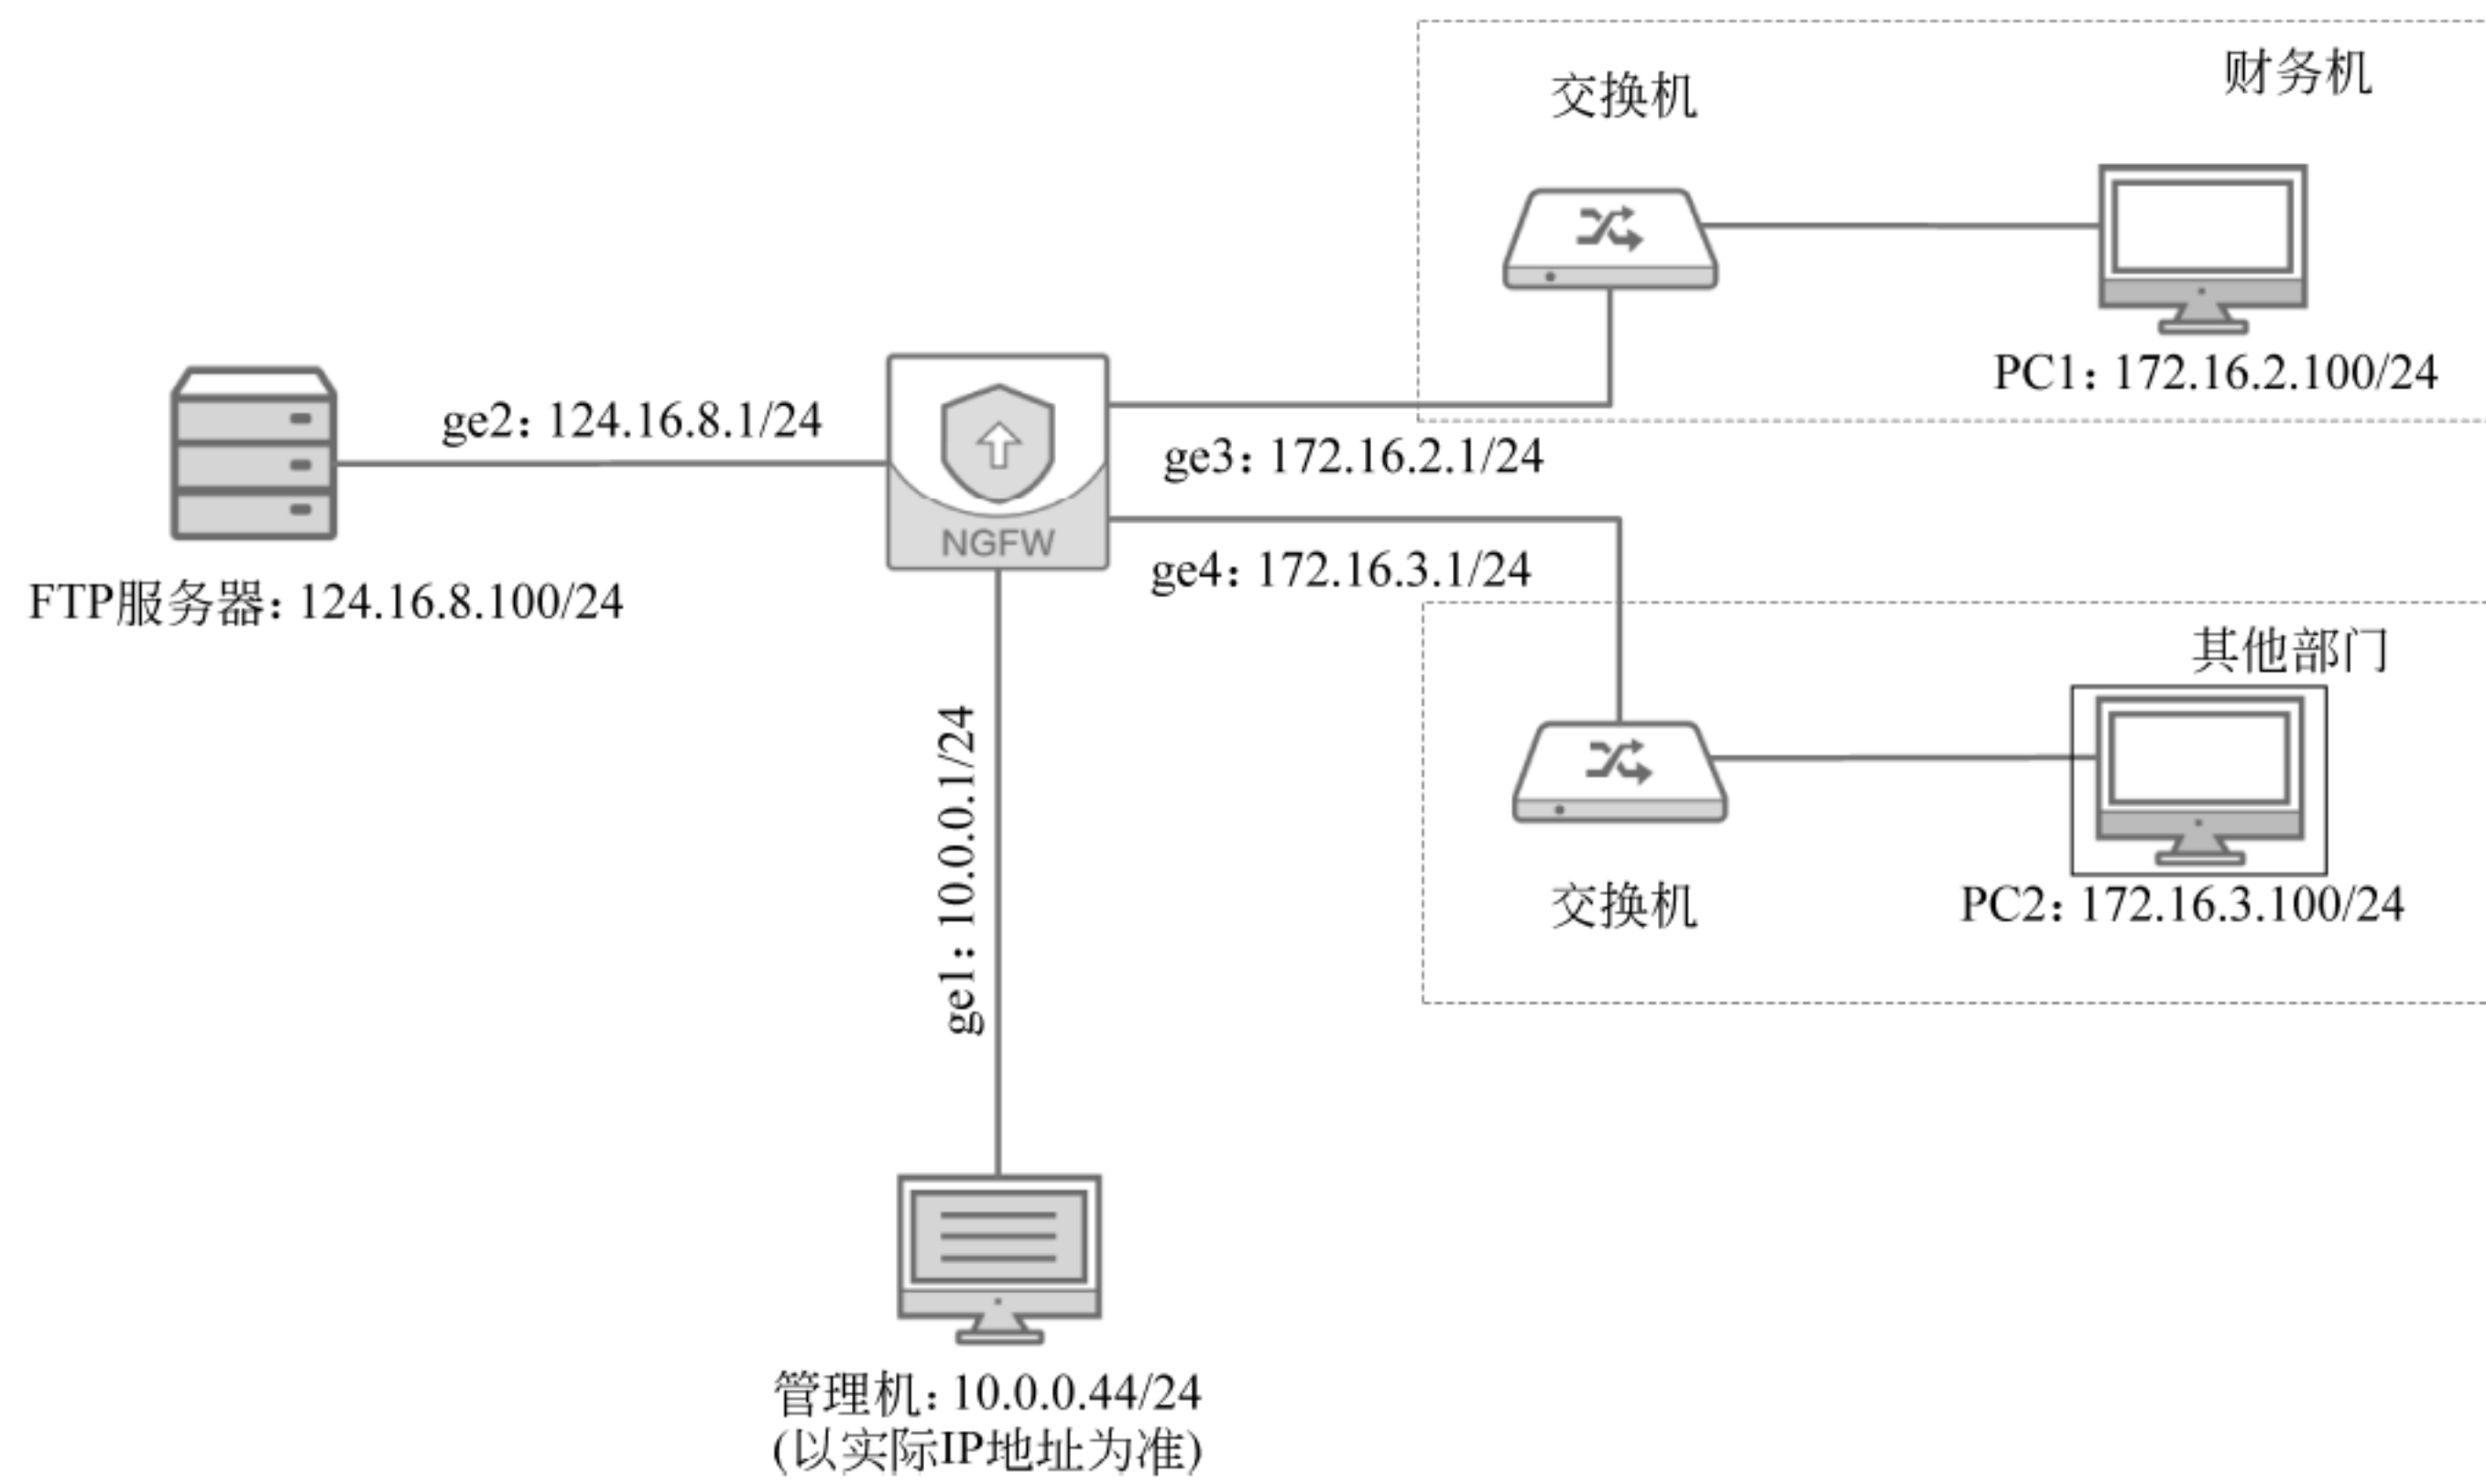 交换机
财务机
PC1：172.16.2.100/24
ge2：124.16.8.1/24
ge3：172.16.2.1/24
NGFW
ge4：172.16.3.1/24
FTP服务器：124.16.8.100/24
其他部门
交换机
PC2：172.16.3.100/24
ge1：10.0.0.1/24
管理机：10.0.0.44/24
(以实际IP地址为准)